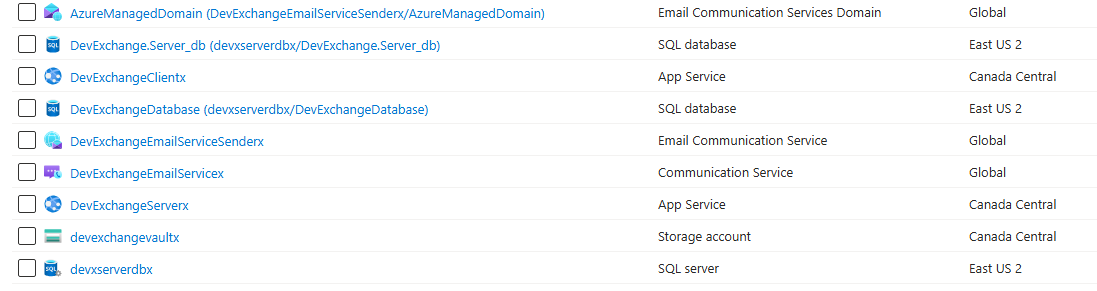 AzureManagedDomain (DevExchangeEmailServiceSenderx/AzureManagedDomain) Email Communication Services Domain Global
DevExchange.Server_db (devxserverdbx/DevExchange.Server_db) SQL database East US 2
DevExchangeClientx App Service Canada Central
DevExchangeDatabase (devxserverdbx/DevExchangeDatabase) SQL database East US 2
DevExchangeEmailServiceSenderx Email Communication Service Global
DevExchangeEmailServicex Communication Service Global
DevExchangeServerx App Service Canada Central
devexchangevaultx Storage account Canada Central
devxserverdbx SQL server East US 2